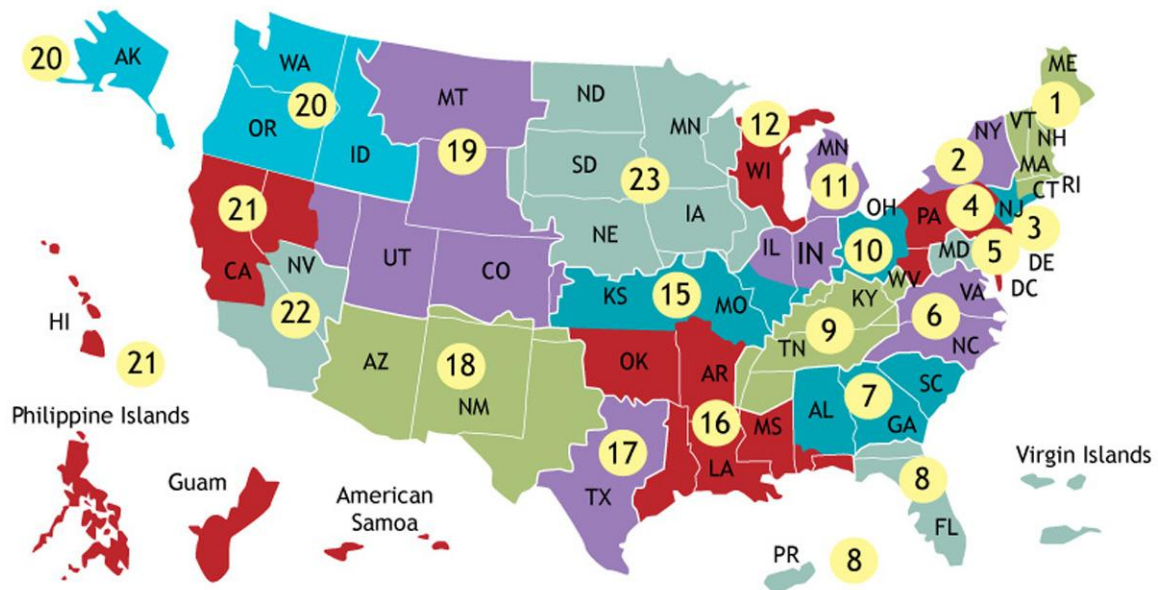 AK
20
WA
20
OR
ID
MT
19
ND
MN
SD
23
NE
IA
12
WI
MN
11
ME
1
VT
NH
NY
MA
2
CT
RI
PA
4
NJ
3
OH
10
MD
5
DE
DC
IL
IN
WV
VA
6
NC
KY
9
TN
21
CA
NV
22
UT
CO
KS
15
MO
HI
21
AZ
18
NM
OK
AR
16
MS
LA
AL
7
SC
GA
17
TX
8
FL
PR
8
Philippine Islands
Guam
American
Samoa
Virgin Islands